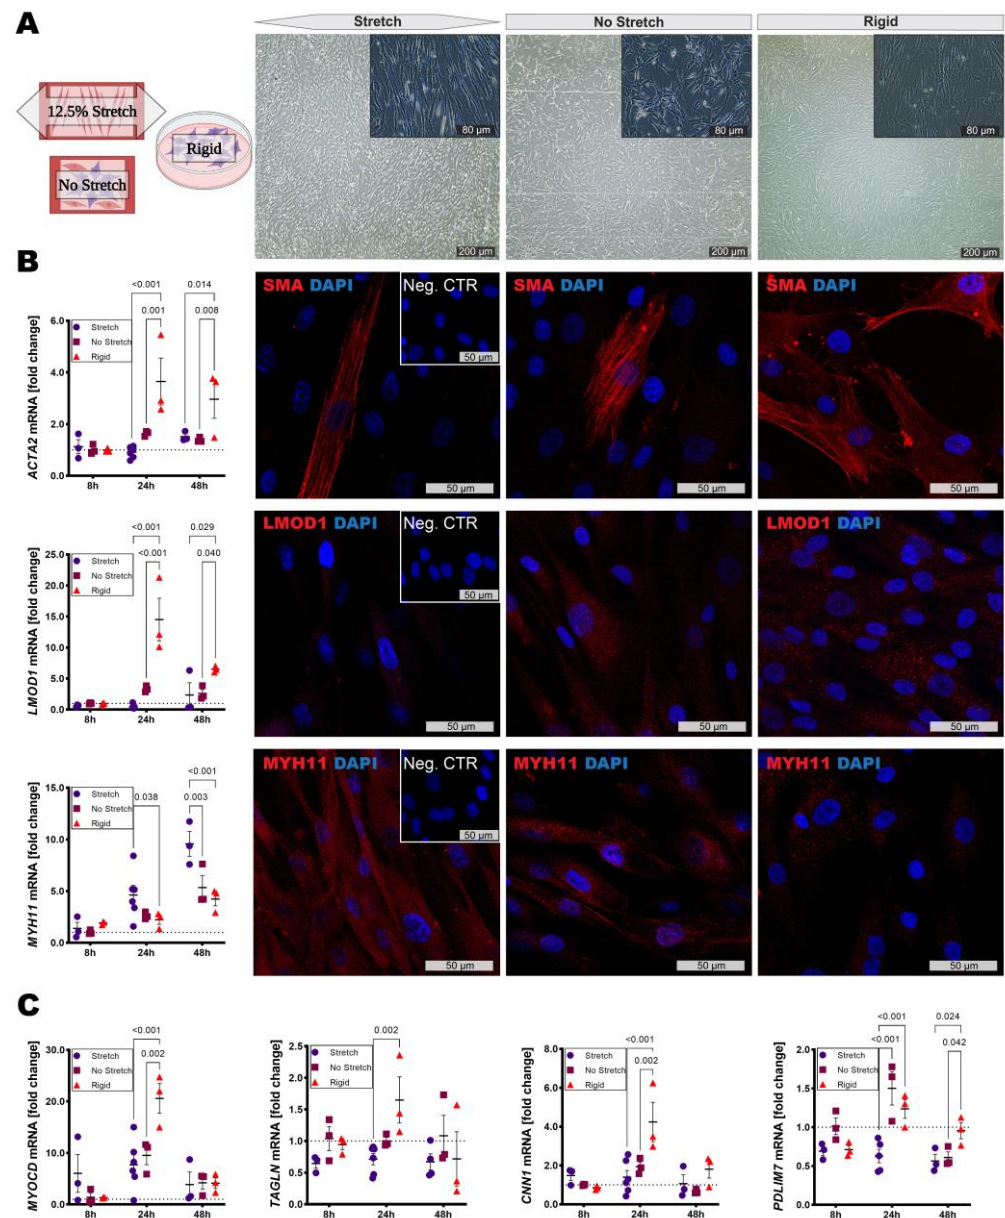 A
Stretch
No Stretch
Rigid
12.5% Stretch
No Stretch
Rigid
80 μm
200 μm
80 μm
200 μm
80 μm
200 μm
B
ACTA2 mRNA [fold change]
<0.001
0.014
0.001
0.008
6.0
4.0
2.0
0.0
Stretch
No Stretch
Rigid
8h
24h
48h
SMA DAPI
Neg. CTR
50 μm
50 μm
SMA DAPI
50 μm
SMA DAPI
50 μm
LMOD1 mRNA [fold change]
<0.001
0.029
<0.001
0.040
25.0
20.0
15.0
10.0
5.0
0.0
Stretch
No Stretch
Rigid
8h
24h
48h
LMOD1 DAPI
Neg. CTR
50 μm
50 μm
50 μm
LMOD1 DAPI
50 μm
MYH11 mRNA [fold change]
<0.001
0.038
0.003
15.0
10.0
5.0
0.0
Stretch
No Stretch
Rigid
8h
24h
48h
MYH11 DAPI
Neg. CTR
50 μm
50 μm
MYH11 DAPI
50 μm
MYH11 DAPI
50 μm
C
MYOCD mRNA [fold change]
<0.001
0.002
30.0
20.0
10.0
0.0
Stretch
No Stretch
Rigid
8h
24h
48h
TAGLN mRNA [fold change]
0.002
2.5
2.0
1.5
1.0
0.5
0.0
Stretch
No Stretch
Rigid
8h
24h
48h
CNN1 mRNA [fold change]
<0.001
0.002
8.0
6.0
4.0
2.0
0.0
Stretch
No Stretch
Rigid
8h
24h
48h
PDLIM7 mRNA [fold change]
<0.001
0.024
<0.001
0.042
2.0
1.5
1.0
0.5
0.0
Stretch
No Stretch
Rigid
8h
24h
48h